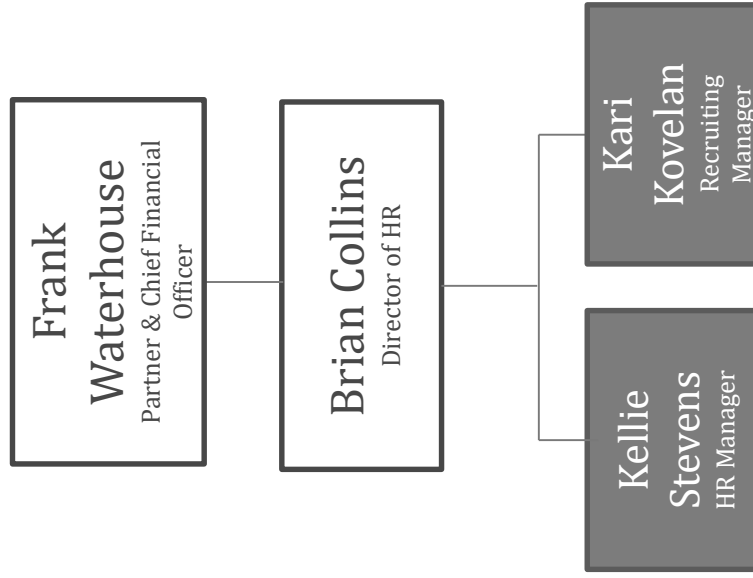 Frank
Waterhouse
Partner & Chief Financial
Officer
Brian Collins
Director of HR
Kellie
Stevens
HR Manager
Kari
Kovelan
Recruiting
Manager